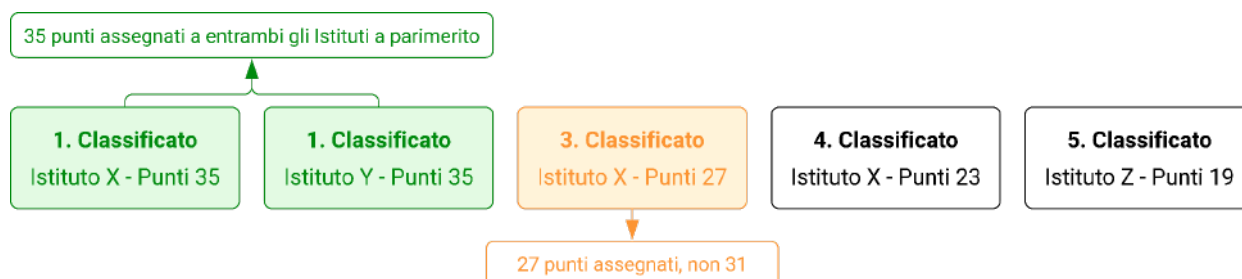 35 punti assegnati a entrambi gli Istituti a parimerito
1. Classificato
Istituto X - Punti 35
1. Classificato
Istituto Y - Punti 35
3. Classificato
Istituto X - Punti 27
4. Classificato
Istituto X - Punti 23
5. Classificato
Istituto Z - Punti 19
27 punti assegnati, non 31